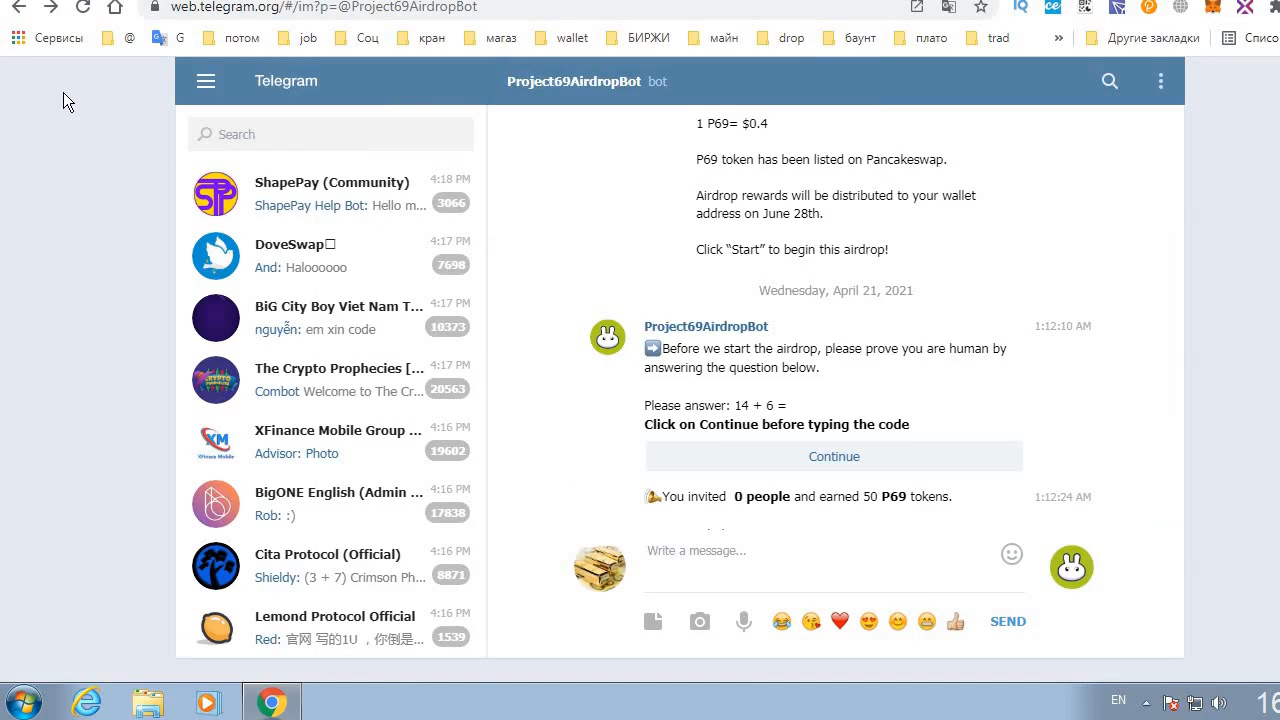 web.telegram.org/#/im?p=@Project69AirdropBot
Сервисы @ G потом job Соц кран магаз wallet БИРЖИ майн drop баунт плато trad » Другие закладки Списо
Telegram
Project69AirdropBot bot
Search
ShapePay (Community) 4:18 PM
ShapePay Help Bot: Hello m... 3066
DoveSwap 4:17 PM
And: Haloooooo 7698
BiG City Boy Viet Nam T... 4:17 PM
nguyễn: em xin code 10373
The Crypto Prophecies [... 4:17 PM
Combot Welcome to The Cr... 20563
XFinance Mobile Group ... 4:16 PM
Advisor: Photo 19602
BigONE English (Admin ... 4:16 PM
Rob: :) 17838
Cita Protocol (Official) 4:16 PM
Shieldy: (3 + 7) Crimson Ph... 8871
Lemond Protocol Official 4:16 PM
Red: 官网 写的1U ，你倒是... 1539
1 P69= $0.4
P69 token has been listed on Pancakeswap.
Airdrop rewards will be distributed to your wallet
address on June 28th.
Click “Start” to begin this airdrop!
Wednesday, April 21, 2021
Project69AirdropBot 1:12:10 AM
➡Before we start the airdrop, please prove you are human by
answering the question below.
Please answer: 14 + 6 =
Click on Continue before typing the code
Continue
You invited 0 people and earned 50 P69 tokens. 1:12:24 AM
Write a message...
SEND
EN
16